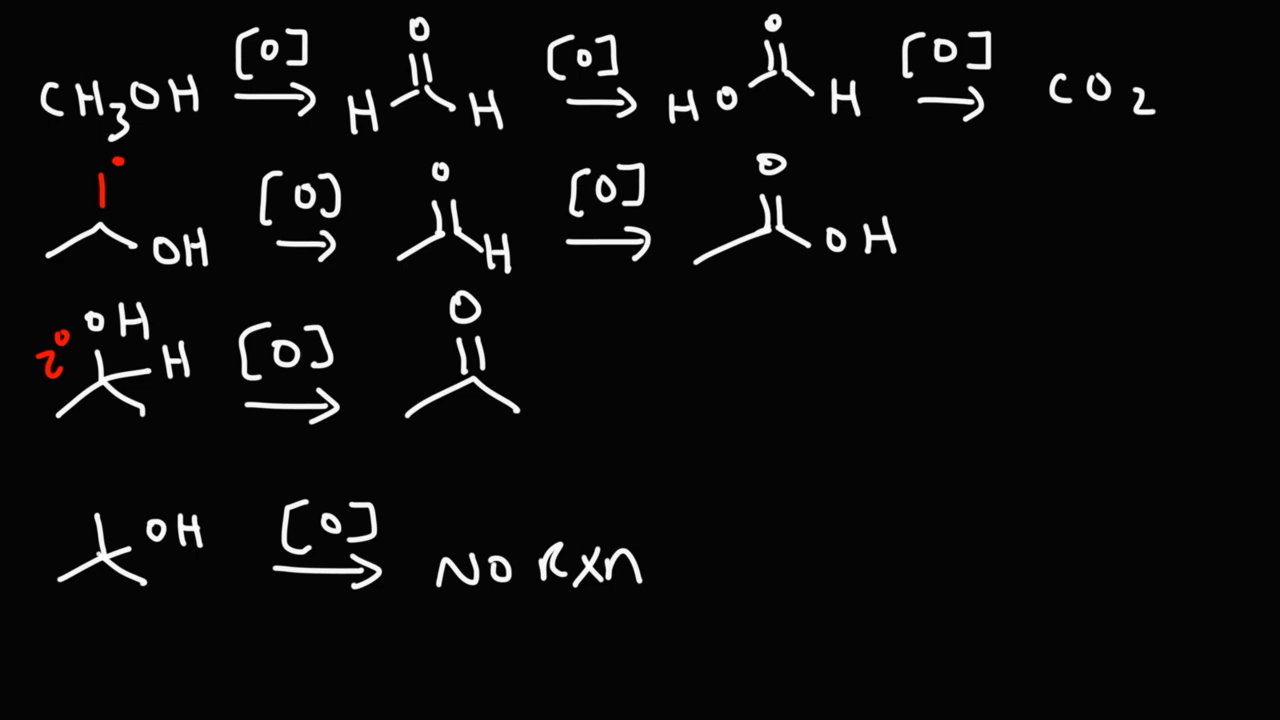 CH3OH [O] → H O H [O] → HO O H [O] → CO2
1° OH [O] → O H [O] → O OH
2° OH H [O] → O
OH [O] → NO RXn